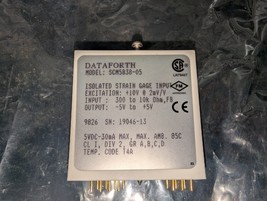 DATAFORTH
MODEL: SCM5B38-05
ISOLATED STRAIN GAGE INPUT
EXCITATION: +10V @ 2mV/V
INPUT: 300 to 10k Ohm, FB
OUTPUT: -5V to +5V
9826 SN: 19046-13
5VDC-30mA MAX, MAX. AMB. 85C
CL I, DIV 2, GR A,B,C,D
TEMP. CODE T4A